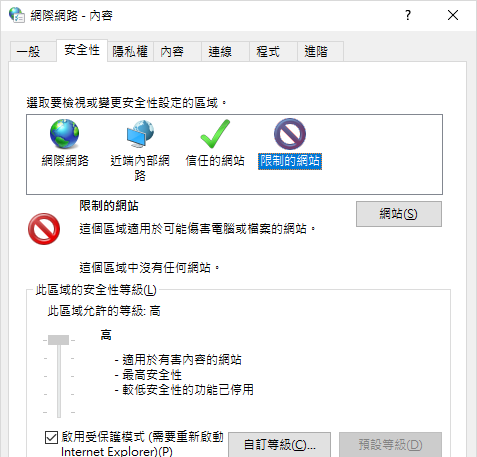 網際網路 - 內容
一般 安全性 隱私權 內容 連線 程式 進階
選取要檢視或變更安全性設定的區域。
網際網路 近端內部網路 信任的網站 限制的網站
限制的網站
網站(S)
這個區域適用於可能傷害電腦或檔案的網站。
這個區域中沒有任何網站。
此區域的安全性等級(L)
此區域允許的等級: 高
高
- 適用於有害內容的網站
- 最高安全性
- 較低安全性的功能已停用
啟用受保護模式 (需要重新啟動
Internet Explorer)(P)
自訂等級(C)... 預設等級(D)